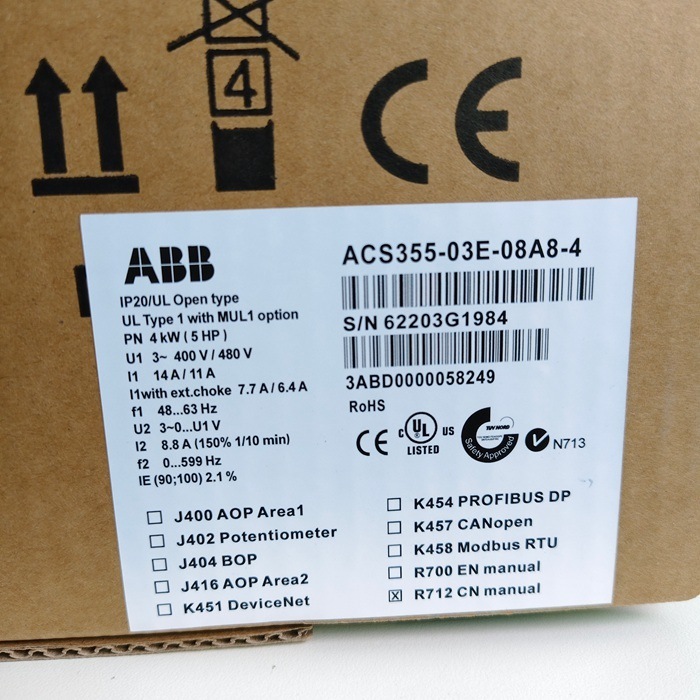 4
CE
ABB
IP20/UL Open type
UL Type 1 with MUL1 option
PN 4 kW ( 5 HP )
U1 3~ 400 V / 480 V
I1 14 A / 11 A
I1with ext.choke 7.7 A / 6.4 A
f1 48...63 Hz
U2 3~0...U1 V
I2 8.8 A (150% 1/10 min)
f2 0...599 Hz
IE (90;100) 2.1 %
ACS355-03E-08A8-4
S/N 62203G1984
3ABD0000058249
RoHS
CE
c UL US
LISTED
TUV NORD
Safety Approved
N713
J400 AOP Area1
J402 Potentiometer
J404 BOP
J416 AOP Area2
K451 DeviceNet
K454 PROFIBUS DP
K457 CANopen
K458 Modbus RTU
R700 EN manual
R712 CN manual